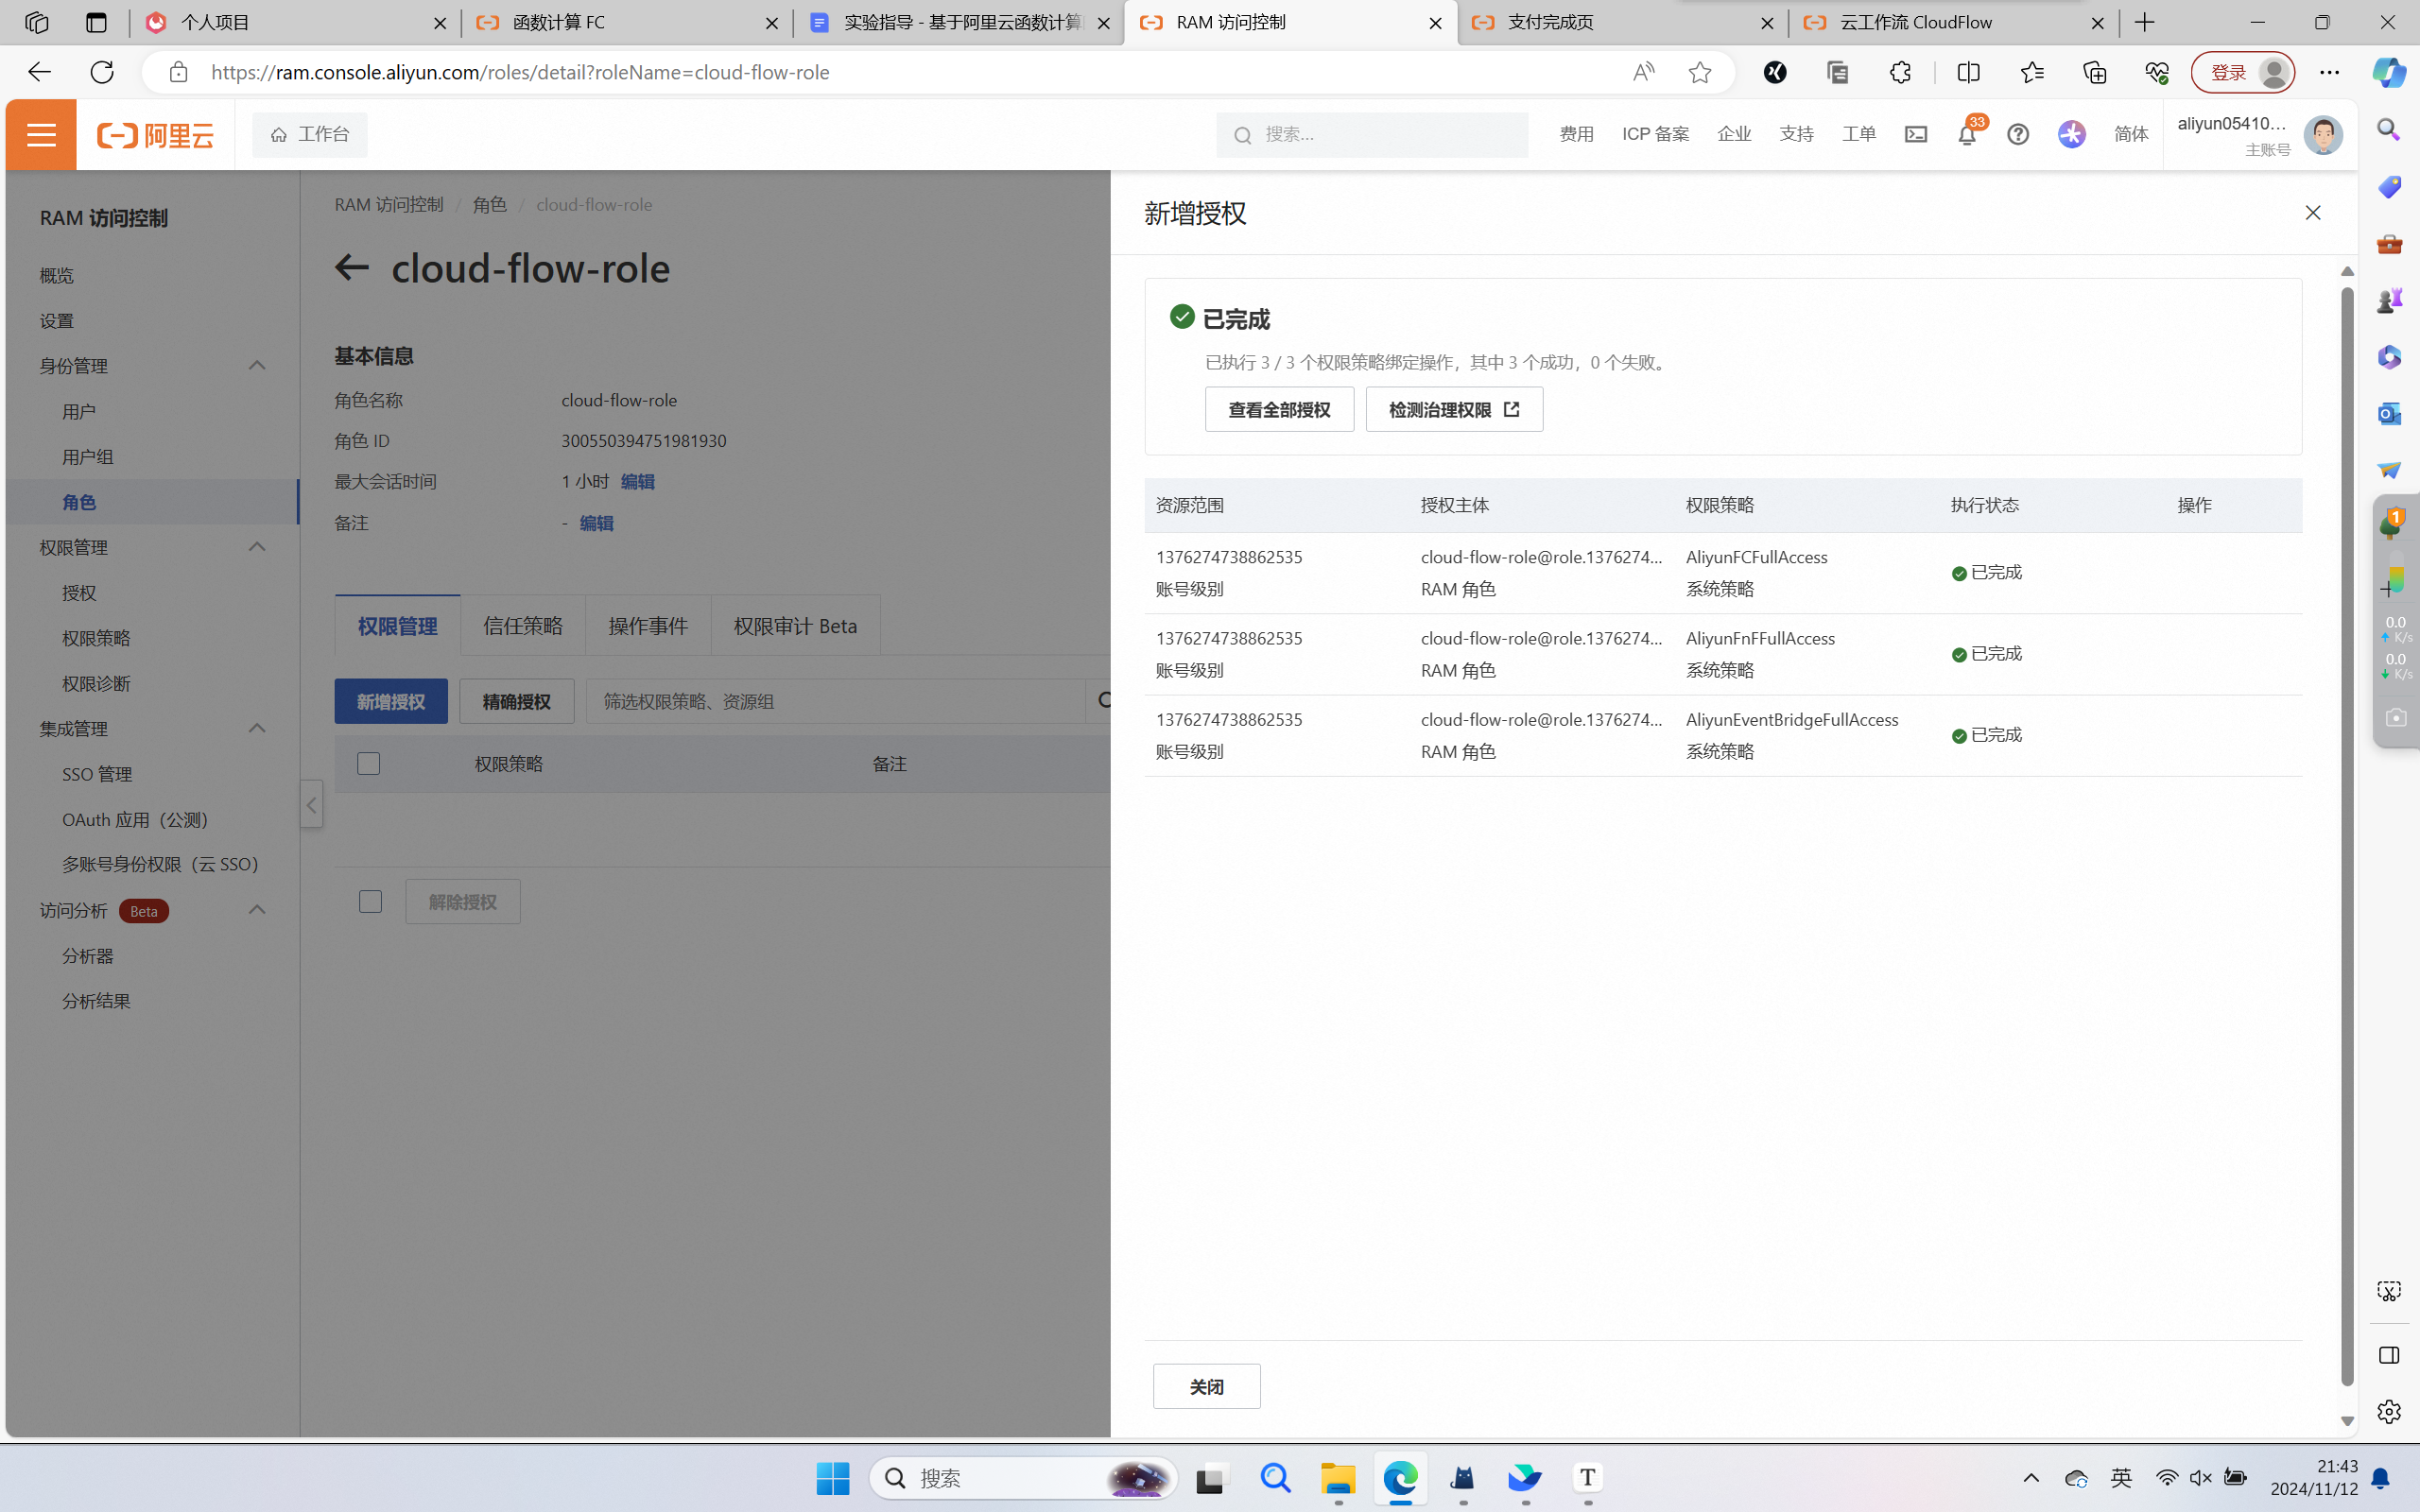 个人项目
函数计算 FC
实验指导 - 基于阿里云函数计算
RAM 访问控制
支付完成页
云工作流 CloudFlow
https://ram.console.aliyun.com/roles/detail?roleName=cloud-flow-role
登录
阿里云
工作台
搜索...
费用
ICP 备案
企业
支持
工单
33
简体
aliyun05410...
主账号
RAM 访问控制
概览
设置
身份管理
用户
用户组
角色
权限管理
授权
权限策略
权限诊断
集成管理
SSO 管理
OAuth 应用（公测）
多账号身份权限（云 SSO）
访问分析 Beta
分析器
分析结果
RAM 访问控制 / 角色 / cloud-flow-role
cloud-flow-role
基本信息
角色名称 cloud-flow-role
角色 ID 300550394751981930
最大会话时间 1 小时 编辑
备注 - 编辑
权限管理 信任策略 操作事件 权限审计 Beta
新增授权 精确授权 筛选权限策略、资源组
权限策略 备注
解除授权
新增授权
已完成
已执行 3 / 3 个权限策略绑定操作，其中 3 个成功，0 个失败。
查看全部授权 检测治理权限
资源范围 授权主体 权限策略 执行状态 操作
1376274738862535 cloud-flow-role@role.1376274... AliyunFCFullAccess 已完成
账号级别 RAM 角色 系统策略
1376274738862535 cloud-flow-role@role.1376274... AliyunFnFFullAccess 已完成
账号级别 RAM 角色 系统策略
1376274738862535 cloud-flow-role@role.1376274... AliyunEventBridgeFullAccess 已完成
账号级别 RAM 角色 系统策略
关闭
1
0.0
K/s
0.0
K/s
搜索
英
21:43
2024/11/12